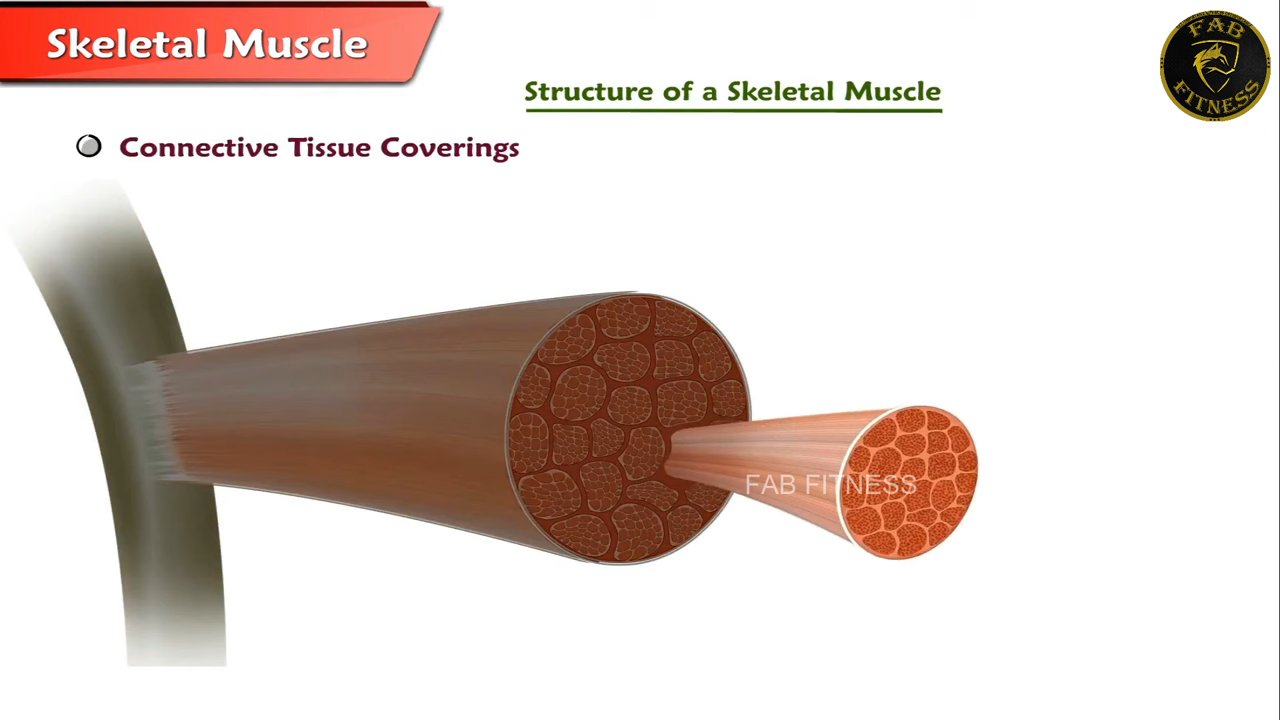 Skeletal Muscle
FAB
FITNESS
Structure of a Skeletal Muscle
Connective Tissue Coverings
FAB FITNESS